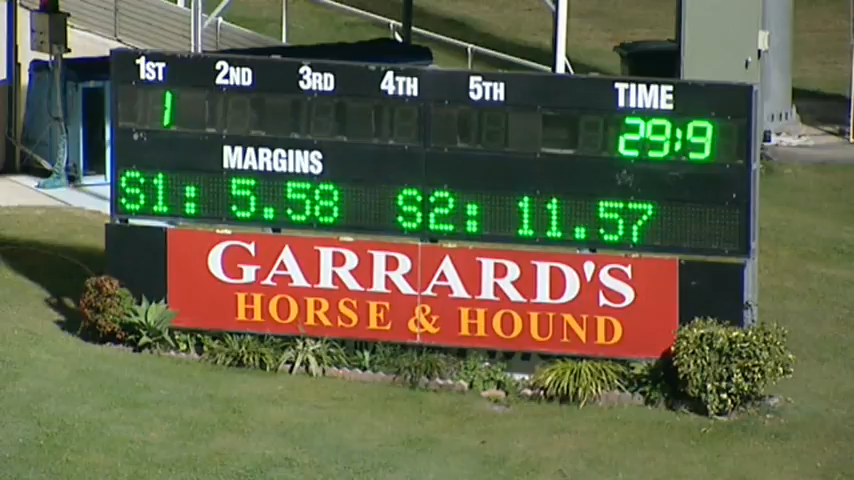 1ST 2ND 3RD 4TH 5TH TIME
1 29:9
MARGINS
S1: 5.58 S2: 11.57
GARRARD'S
HORSE & HOUND